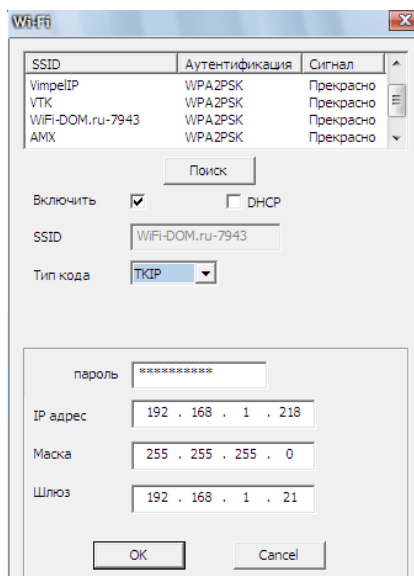 Wi-Fi
SSID Аутентификация Сигнал
VimpelIP WPA2PSK Прекрасно
VTK WPA2PSK Прекрасно
WiFi-DOM.ru-7943 WPA2PSK Прекрасно
AMX WPA2PSK Прекрасно
Поиск
Включить DHCP
SSID WiFi-DOM.ru-7943
Тип кода TKIP
пароль **********
IP адрес 192 . 168 . 1 . 218
Маска 255 . 255 . 255 . 0
Шлюз 192 . 168 . 1 . 21
OK Cancel